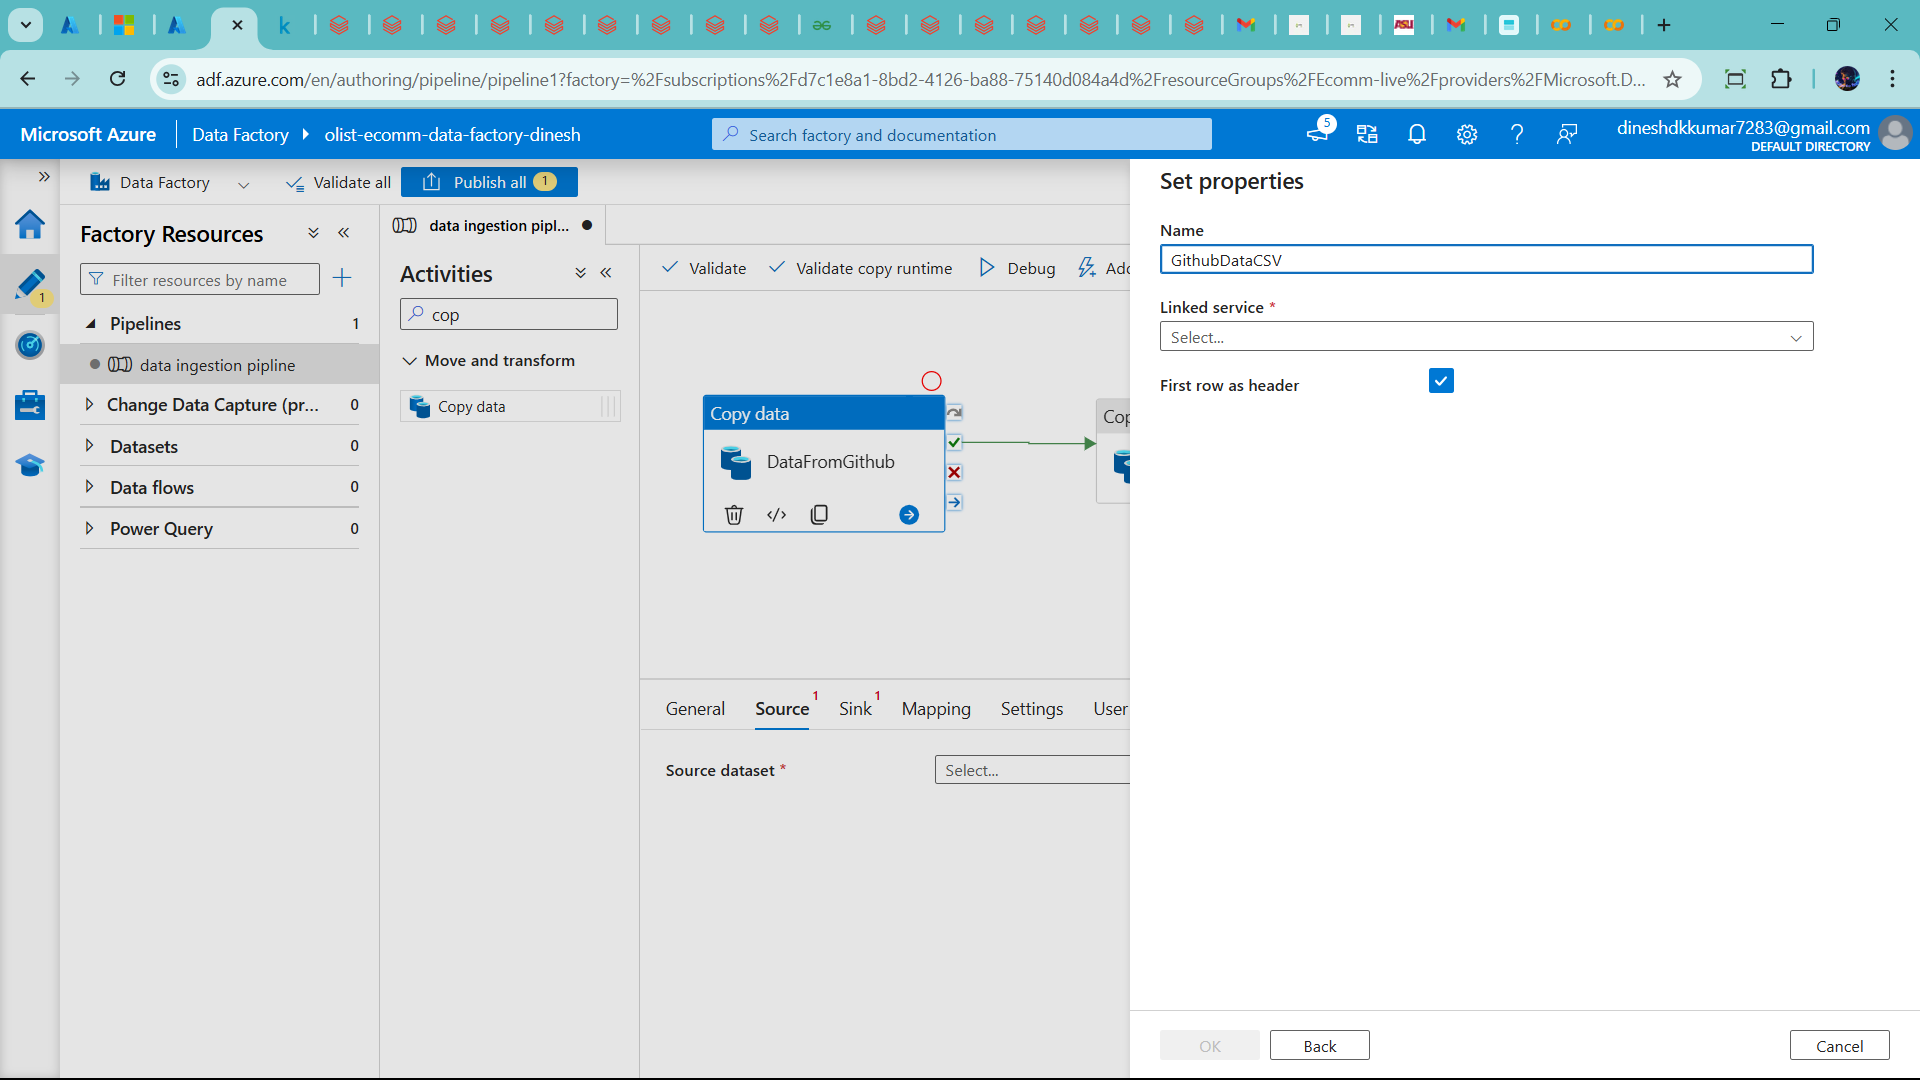 adf.azure.com/en/authoring/pipeline/pipeline1?factory=%2Fsubscriptions%2Fd7c1e8a1-8bd2-4126-ba88-75140d084a4d%2FresourceGroups%2FEcomm-live%2Fproviders%2FMicrosoft.D...
Microsoft Azure
Data Factory
olist-ecomm-data-factory-dinesh
Search factory and documentation
5
dineshdkkumar7283@gmail.com
DEFAULT DIRECTORY
Data Factory
Validate all
Publish all 1
Factory Resources
Filter resources by name
1
Pipelines 1
data ingestion pipline
Change Data Capture (pr... 0
Datasets 0
Data flows 0
Power Query 0
data ingestion pipl...
Activities
cop
Move and transform
Copy data
Validate
Validate copy runtime
Debug
Add
Copy data
DataFromGithub
Cop
General
Source 1
Sink 1
Mapping
Settings
User
Source dataset *
Select...
Set properties
Name
GithubDataCSV
Linked service *
Select...
First row as header
OK
Back
Cancel